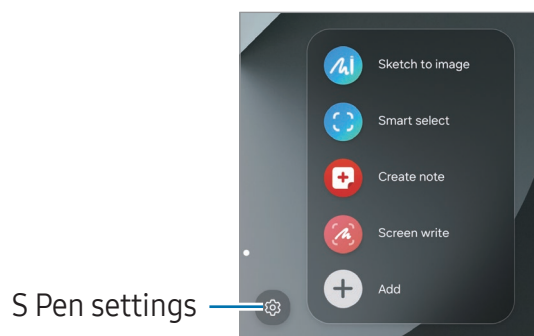 Sketch to image
Smart select
Create note
Screen write
Add
S Pen settings